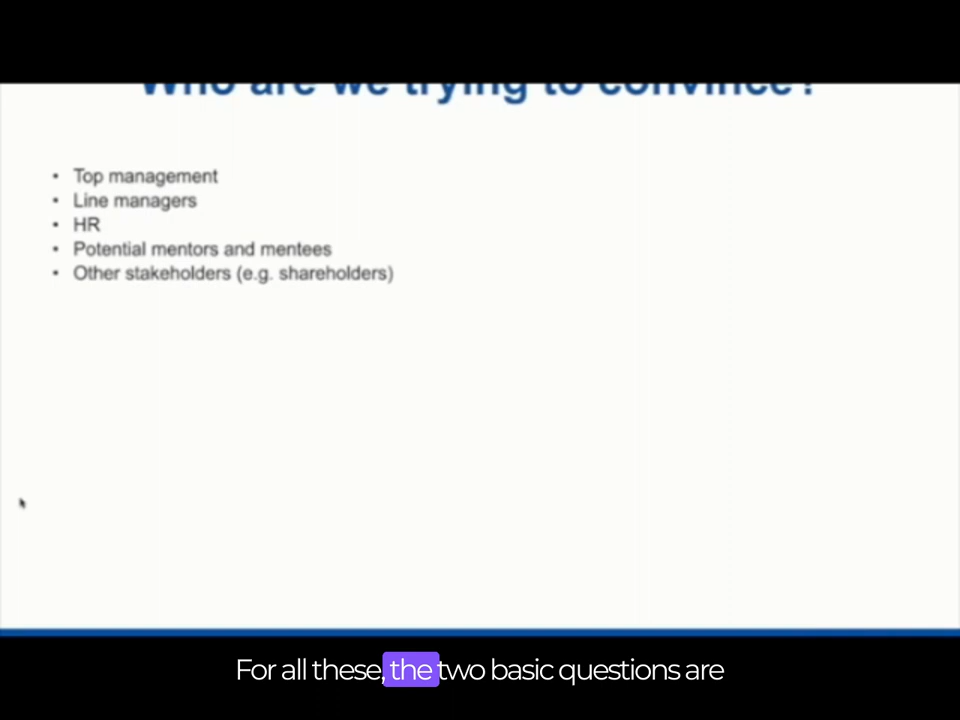 Who are we trying to convince?
• Top management
• Line managers
• HR
• Potential mentors and mentees
• Other stakeholders (e.g. shareholders)
For all these, the two basic questions are